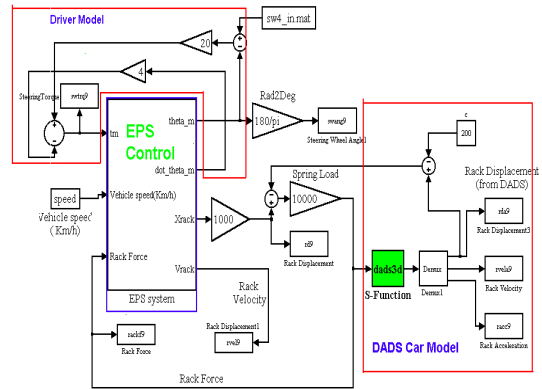 Driver Model
sw4_in.mat
20
4
SteeringTorque
swtrq9
Rad2Deg
180/pi
swang9
Steering Wheel Angle1
EPS
Control
tm
theta_m
dot_theta_m
speed
Vehicle speed
( Km/h)
Vehicle speed(Km/h)
Xrack
1000
Spring Load
10000
c
200
Rack Displacement
(from DADS)
rda9
Rack Displacement3
rd9
Rack Displacement
Rack Force
Vrack
EPS system
Rack
Velocity
dads3d
S-Function
Demux
Demux1
rvela9
Rack Velocity
rackf9
Rack Force
Rack Displacement1
rvel9
racc9
Rack Acceleration
DADS Car Model
Rack Force